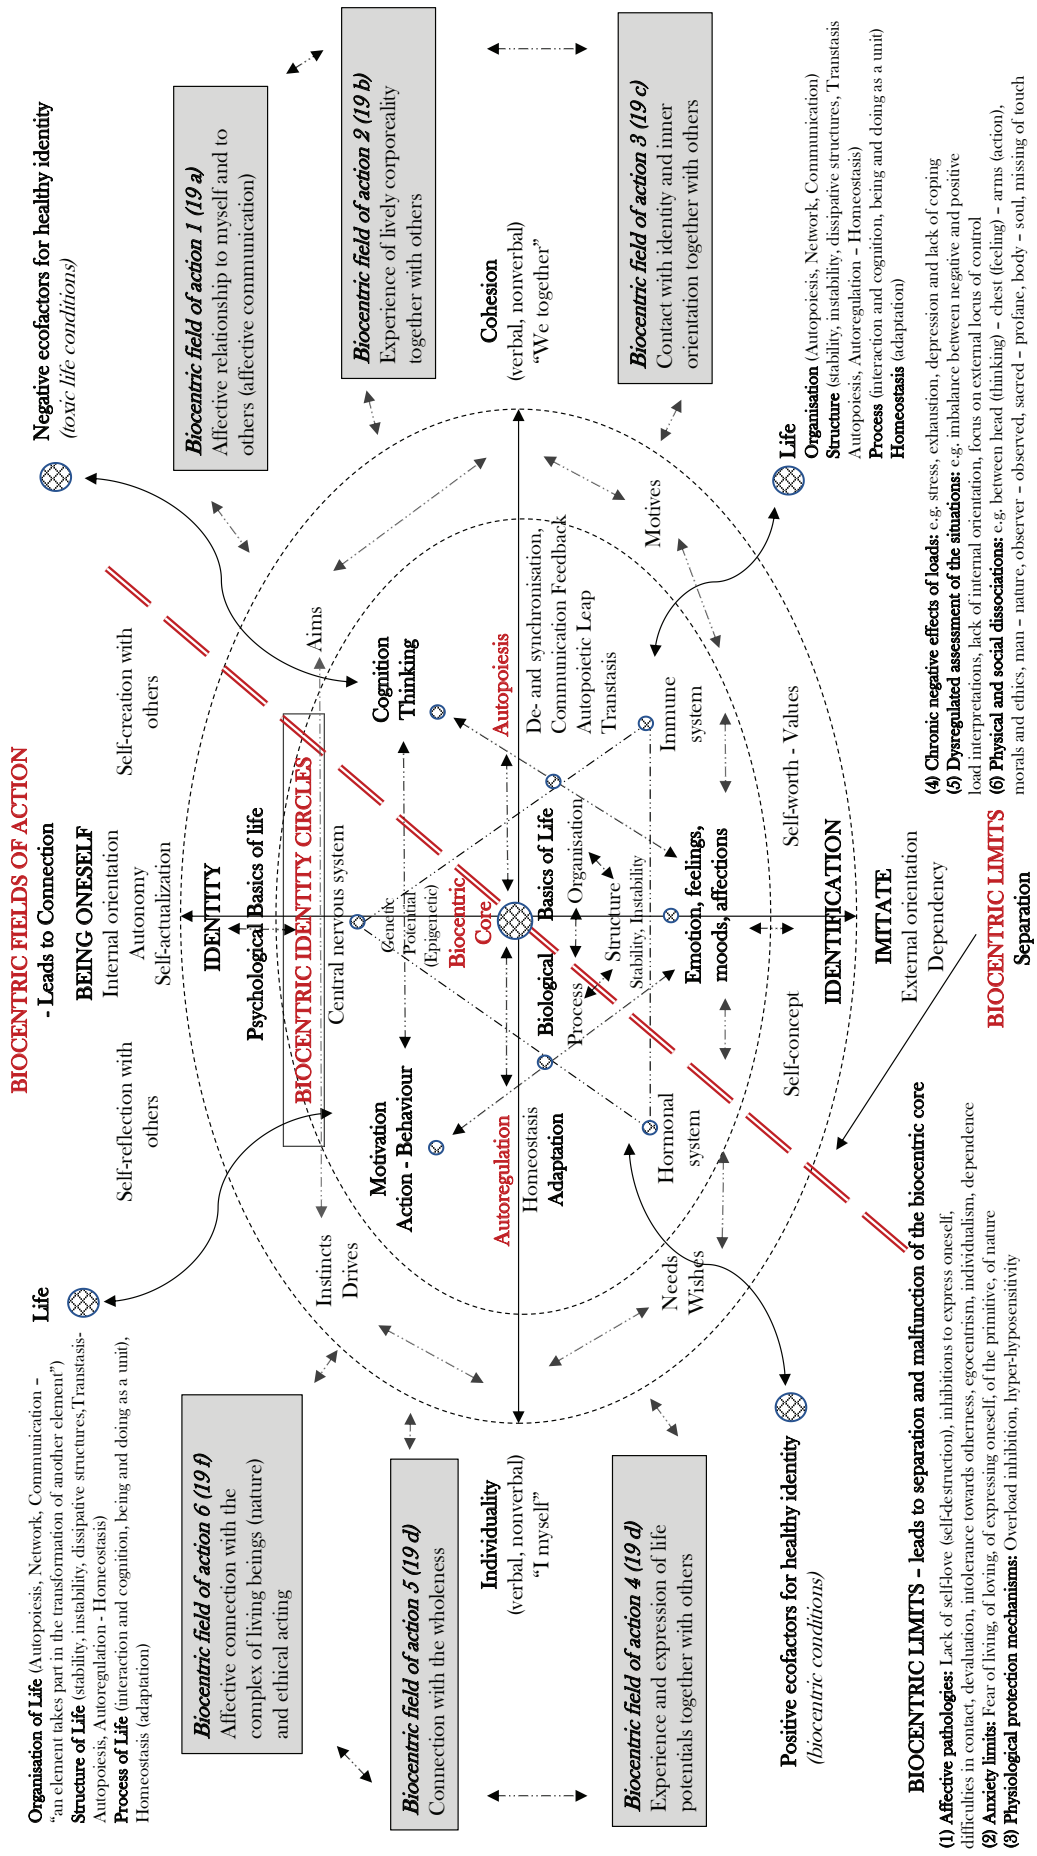 BIOCENTRIC FIELDS OF ACTION
- Leads to Connection
Organisation of Life (Autopoiesis, Network, Communication –
“an element takes part in the transformation of another element”)
Structure of Life (stability, instability, dissipative structures,Transtasis-
Autopoiesis, Autoregulation - Homeostasis)
Process of Life (interaction and cognition, being and doing as a unit),
Homeostasis (adaptation)
Life
Self-reflection with
others
BEING ONESELF
Internal orientation
Autonomy
Self-actualization
Self-creation with
others
Negative ecofactors for healthy identity
(toxic life conditions)
Biocentric field of action 6 (19 f)
Affective connection with the
complex of living beings (nature)
and ethical acting
Biocentric field of action 1 (19 a)
Affective relationship to myself and to
others (affective communication)
IDENTITY
Psychological Basics of life
BIOCENTRIC IDENTITY CIRCLES
Instincts
Drives
Central nervous system
Aims
Biocentric field of action 5 (19 d)
Connection with the wholeness
Biocentric field of action 2 (19 b)
Experience of lively corporeality
together with others
Motivation
Action - Behaviour
Genetic
Potential
(Epigenetic)
Cognition
Thinking
Biocentric
Core
Individuality
(verbal, nonverbal)
“I myself”
Cohesion
(verbal, nonverbal)
“We together”
Autoregulation
Homeostasis
Adaptation
Autopoiesis
De- and synchronisation,
Communication Feedback
Autopoietic Leap
Transtasis
Biological Basics of Life
Process
Organisation
Structure
Stability, Instability
Biocentric field of action 4 (19 d)
Experience and expression of life
potentials together with others
Biocentric field of action 3 (19 c)
Contact with identity and inner
orientation together with others
Needs
Wishes
Hormonal
system
Emotion, feelings,
moods, affections
Immune
system
Motives
Self-concept
Self-worth - Values
IDENTIFICATION
IMITATE
External orientation
Dependency
Positive ecofactors for healthy identity
(biocentric conditions)
Life
Organisation (Autopoiesis, Network, Communication)
Structure (stability, instability, dissipative structures, Transtasis
Autopoiesis, Autoregulation – Homeostasis)
Process (interaction and cognition, being and doing as a unit)
Homeostasis (adaptation)
BIOCENTRIC LIMITS
Separation
BIOCENTRIC LIMITS – leads to separation and malfunction of the biocentric core
(1) Affective pathologies: Lack of self-love (self-destruction), inhibitions to express oneself,
difficulties in contact, devaluation, intolerance towards otherness, egocentrism, individualism, dependence
(2) Anxiety limits: Fear of living, of loving, of expressing oneself, of the primitive, of nature
(3) Physiological protection mechanisms: Overload inhibition, hyper-hyposensitivity
(4) Chronic negative effects of loads: e.g. stress, exhaustion, depression and lack of coping
(5) Dysregulated assessment of the situations: e.g. imbalance between negative and positive
load interpretations, lack of internal orientation, focus on external locus of control
(6) Physical and social dissociations: e.g. between head (thinking) – chest (feeling) – arms (action),
morals and ethics, man – nature, observer – observed, sacred – profane, body – soul, missing of touch